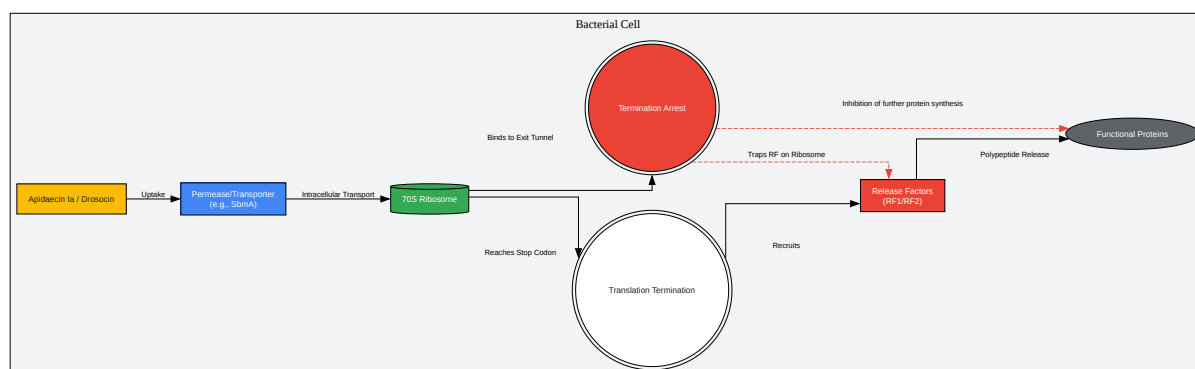 Bacterial Cell
Termination Arrest
Inhibition of further protein synthesis
Binds to Exit Tunnel
Functional Proteins
Traps RF on Ribosome
Polypeptide Release
Apidaecin Ia / Drosocin
Uptake
Permease/Transporter
(e.g., SbmA)
Intracellular Transport
70S Ribosome
Release Factors
(RF1/RF2)
Reaches Stop Codon
Recruits
Translation Termination